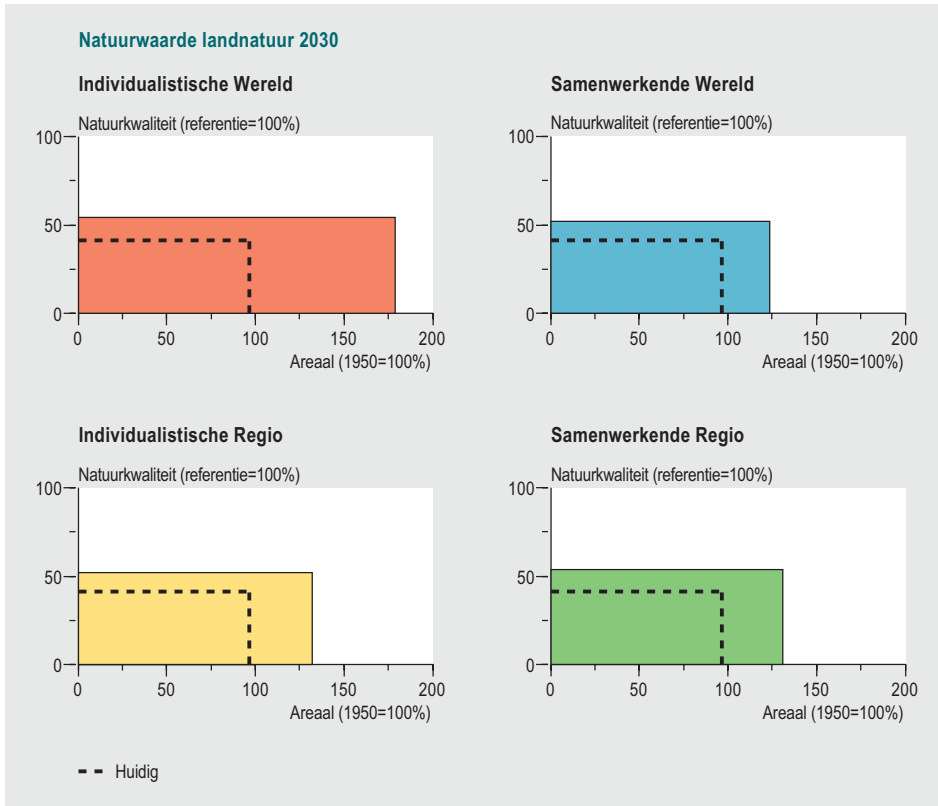 Natuurwaarde landnatuur 2030
Individualistische Wereld
Natuurkwaliteit (referentie=100%)
100
50
0
0 50 100 150 200
Areaal (1950=100%)
Samenwerkende Wereld
Natuurkwaliteit (referentie=100%)
100
50
0
0 50 100 150 200
Areaal (1950=100%)
Individualistische Regio
Natuurkwaliteit (referentie=100%)
100
50
0
0 50 100 150 200
Areaal (1950=100%)
Samenwerkende Regio
Natuurkwaliteit (referentie=100%)
100
50
0
0 50 100 150 200
Areaal (1950=100%)
Huidig